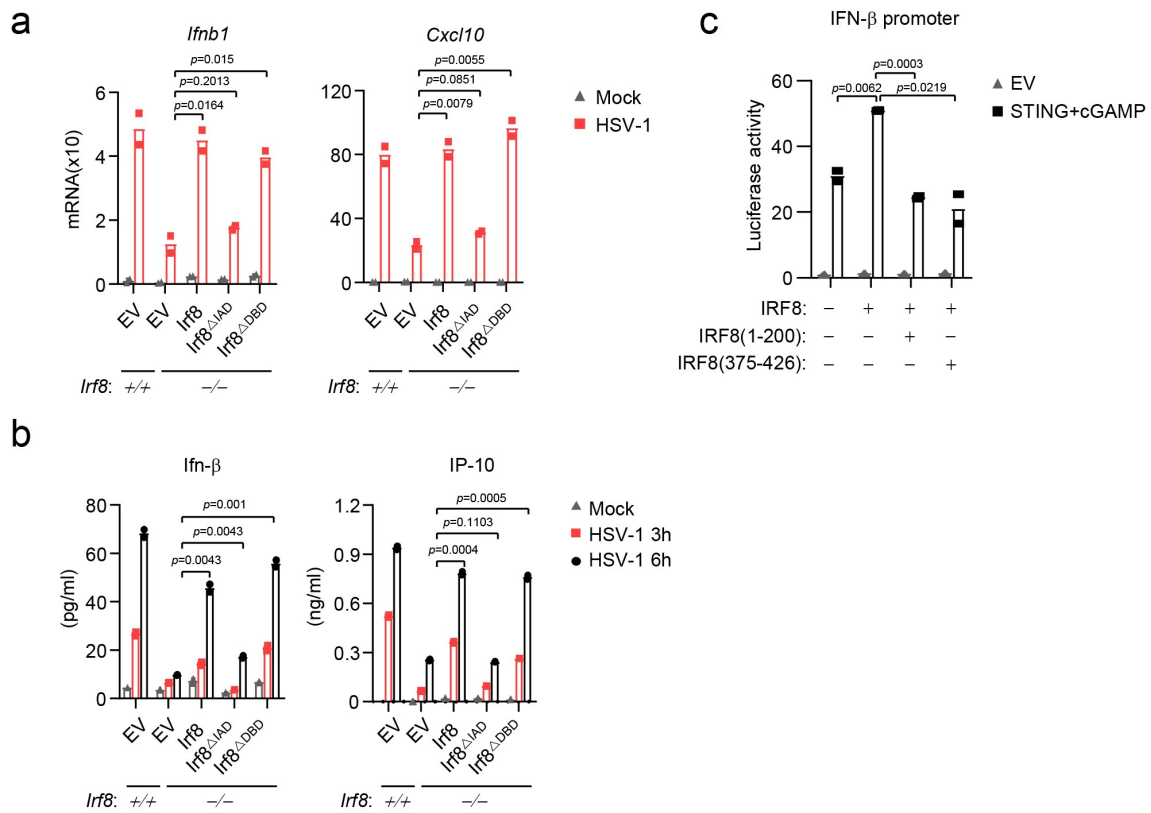 a
Ifnb1
p=0.015
p=0.2013
p=0.0164
mRNA(x10)
6
4
2
0
EV
EV
Irf8
Irf8△IAD
Irf8△DBD
Irf8: +/+ −/−
Cxcl10
p=0.0055
p=0.0851
p=0.0079
120
80
40
0
EV
EV
Irf8
Irf8△IAD
Irf8△DBD
Irf8: +/+ −/−
Mock
HSV-1
c
IFN-β promoter
p=0.0003
p=0.0062
p=0.0219
Luciferase activity
60
40
20
0
EV
STING+cGAMP
IRF8: − + + +
IRF8(1-200): − − + −
IRF8(375-426): − − − +
b
Ifn-β
p=0.001
p=0.0043
p=0.0043
(pg/ml)
80
60
40
20
0
EV
EV
Irf8
Irf8△IAD
Irf8△DBD
Irf8: +/+ −/−
IP-10
p=0.0005
p=0.1103
p=0.0004
(ng/ml)
1.2
0.9
0.6
0.3
0
EV
EV
Irf8
Irf8△IAD
Irf8△DBD
Irf8: +/+ −/−
Mock
HSV-1 3h
HSV-1 6h